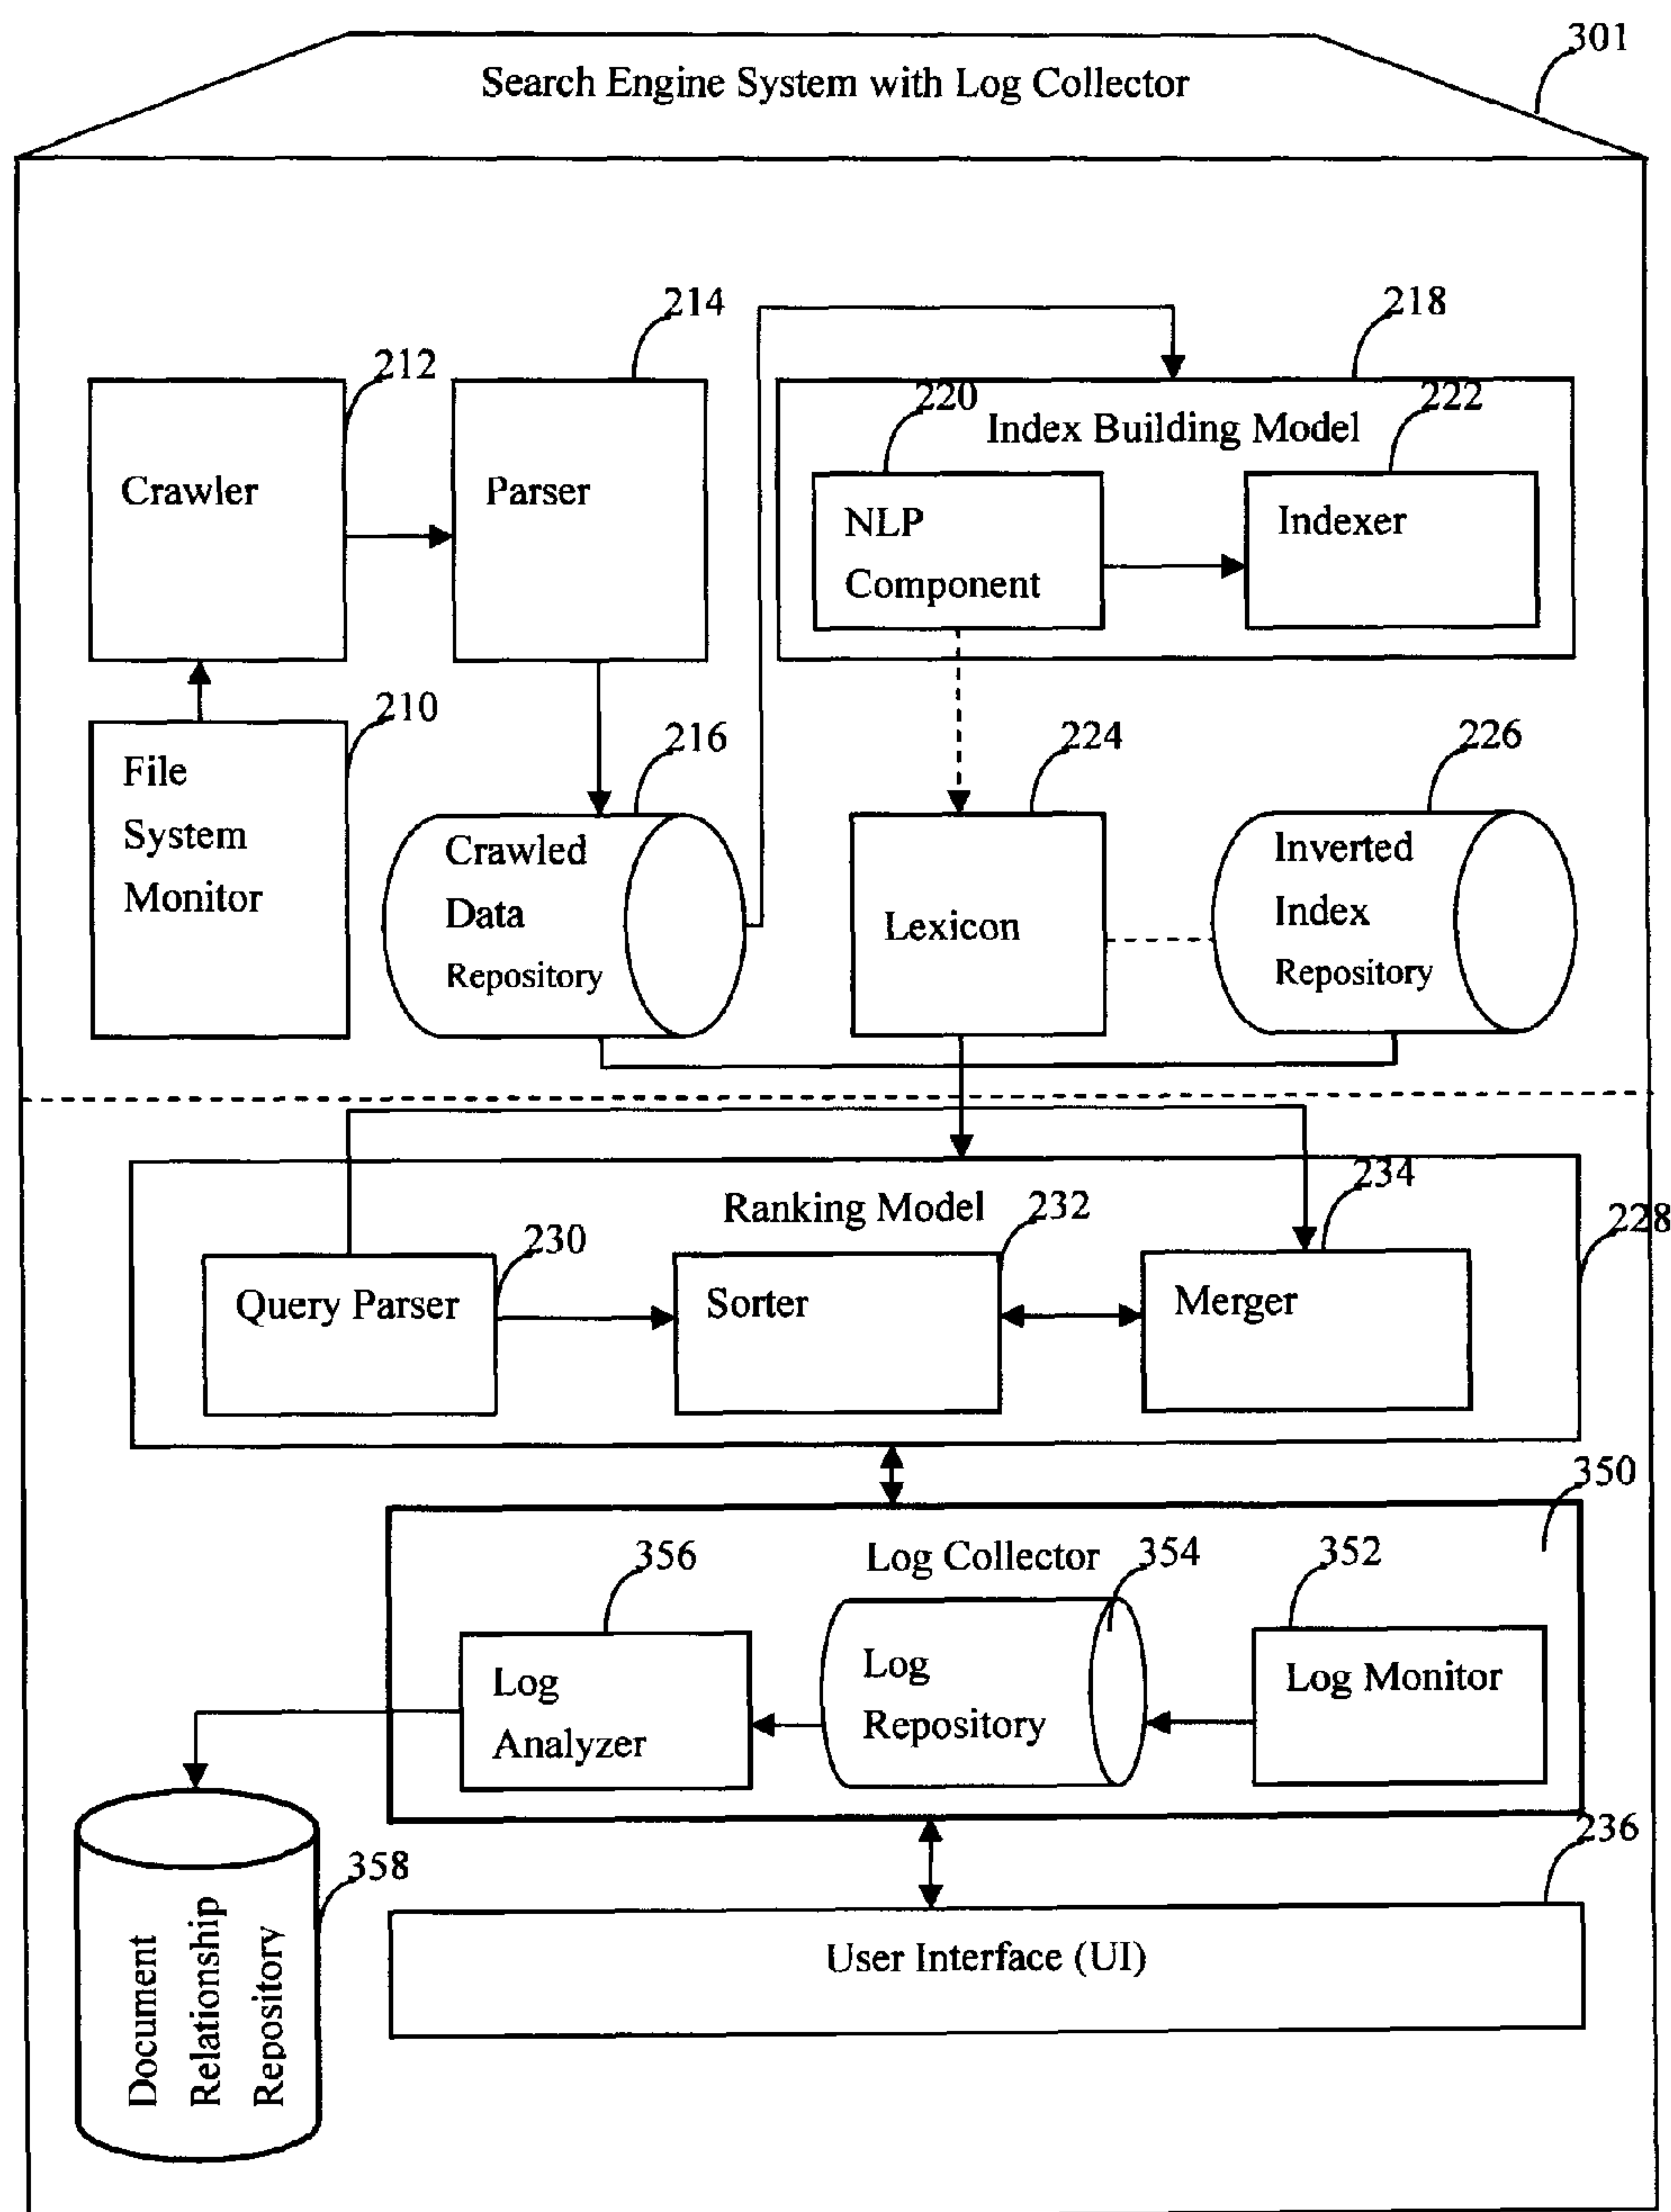 301
Search Engine System with Log Collector
214
218
212
220
222
Index Building Model
Crawler
Parser
NLP
Component
Indexer
210
216
224
226
File
System
Monitor
Crawled
Data
Repository
Lexicon
Inverted
Index
Repository
234
Ranking Model
232
228
230
Query Parser
Sorter
Merger
350
356
Log Collector
354
352
Log
Analyzer
Log
Repository
Log Monitor
236
358
Document
Relationship
Repository
User Interface (UI)